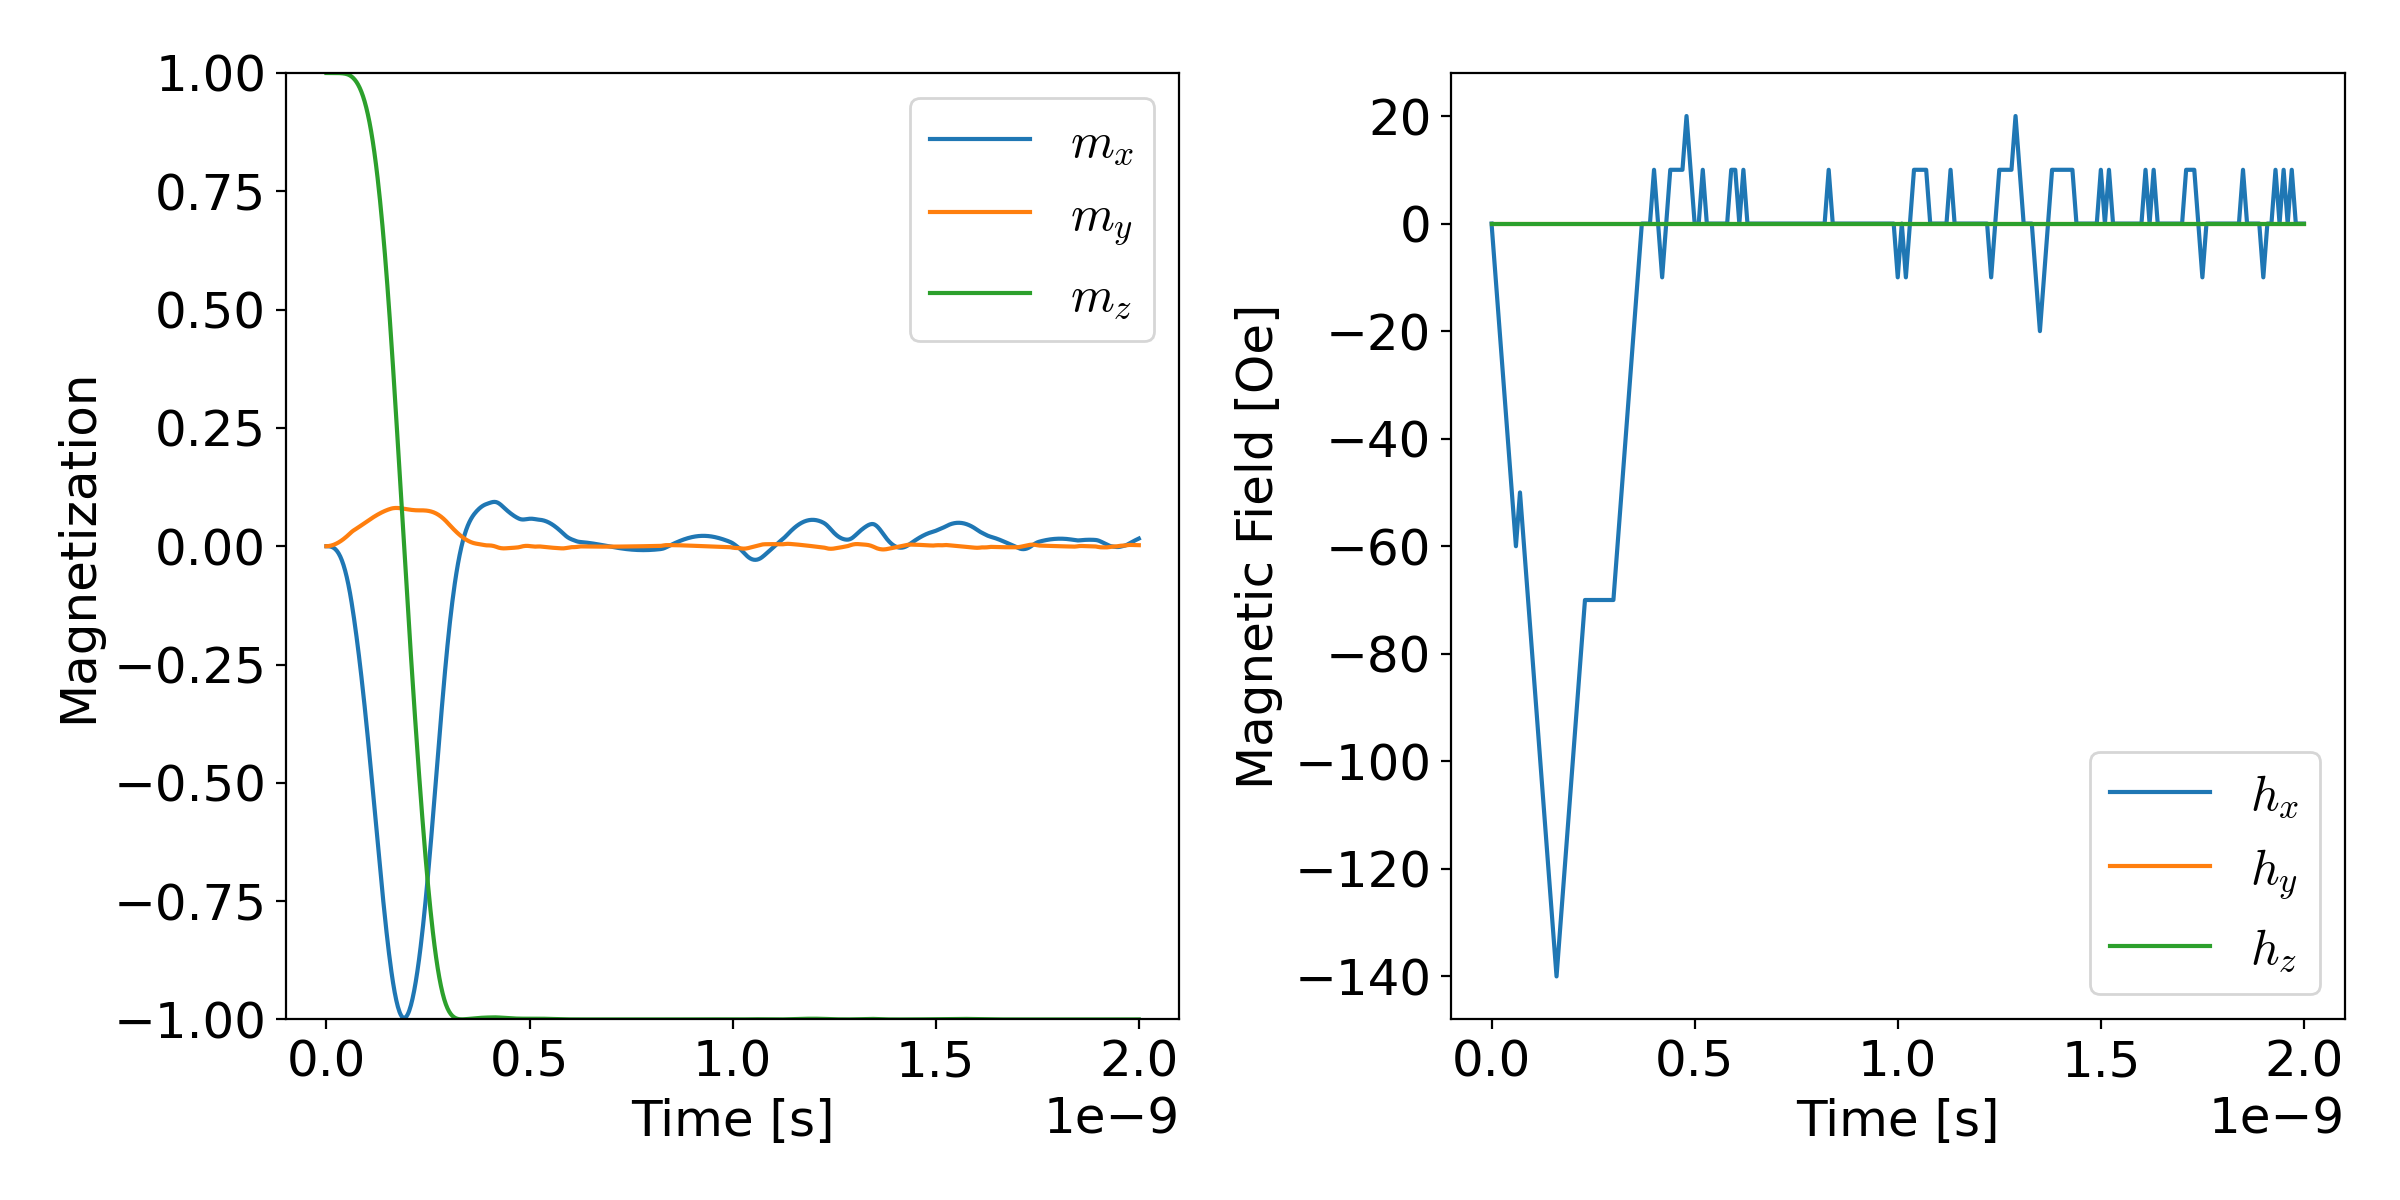 Magnetization
1.00
0.75
0.50
0.25
0.00
−0.25
−0.50
−0.75
−1.00
0.0 0.5 1.0 1.5 2.0
Time [s]
1e−9
m_x
m_y
m_z
Magnetic Field [Oe]
20
0
−20
−40
−60
−80
−100
−120
−140
0.0 0.5 1.0 1.5 2.0
Time [s]
1e−9
h_x
h_y
h_z